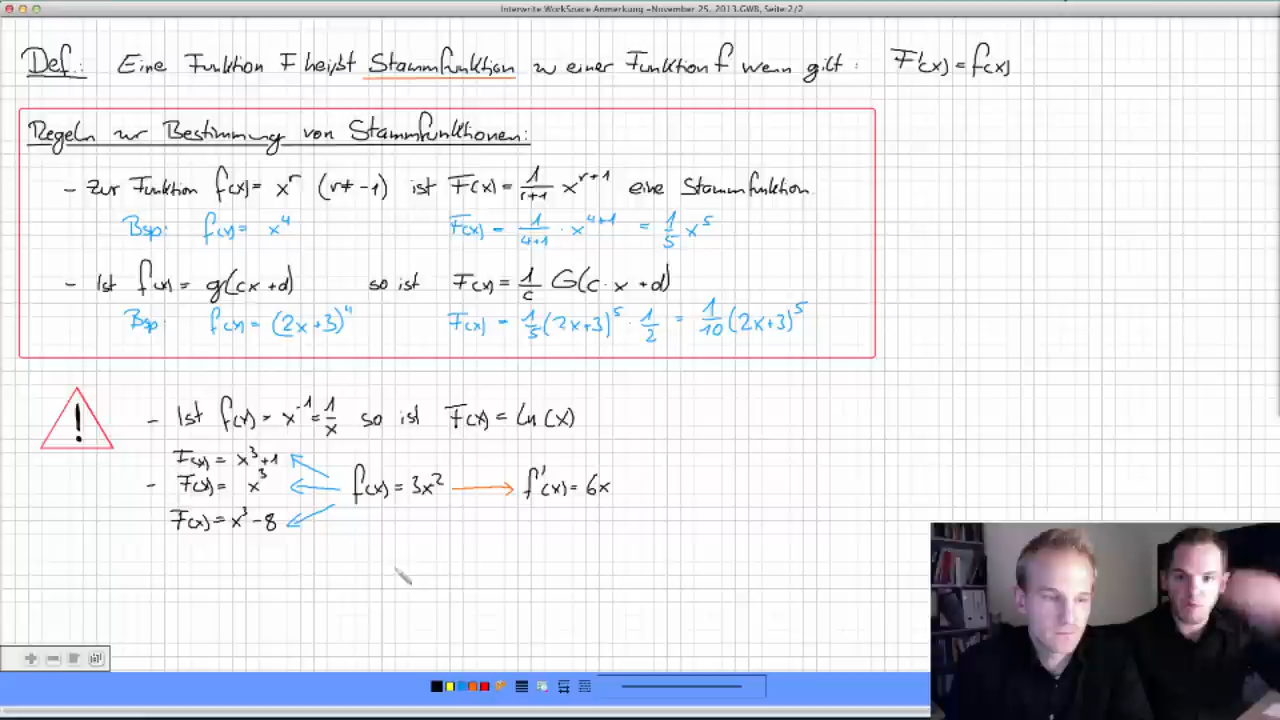 Interwrite WorkSpace Anmerkung -November 25, 2013.GWB, Seite:2/2
Def.: Eine Funktion F heißt Stammfunktion zu einer Funktion f wenn gilt: F'(x) = f(x)
Regeln zur Bestimmung von Stammfunktionen:
- Zur Funktion f(x) = x^r (r ≠ -1) ist F(x) = 1/(r+1) x^(r+1) eine Stammfunktion.
Bsp: f(x) = x^4 F(x) = 1/(4+1) · x^(4+1) = 1/5 x^5
- Ist f(x) = g(cx+d) so ist F(x) = 1/c G(c·x+d)
Bsp: f(x) = (2x+3)^4 F(x) = 1/5 (2x+3)^5 · 1/2 = 1/10 (2x+3)^5
! - Ist f(x) = x^-1 = 1/x so ist F(x) = ln(x)
F(x) = x^3+1
- F(x) = x^3 f(x) = 3x^2 f'(x) = 6x
F(x) = x^3-8